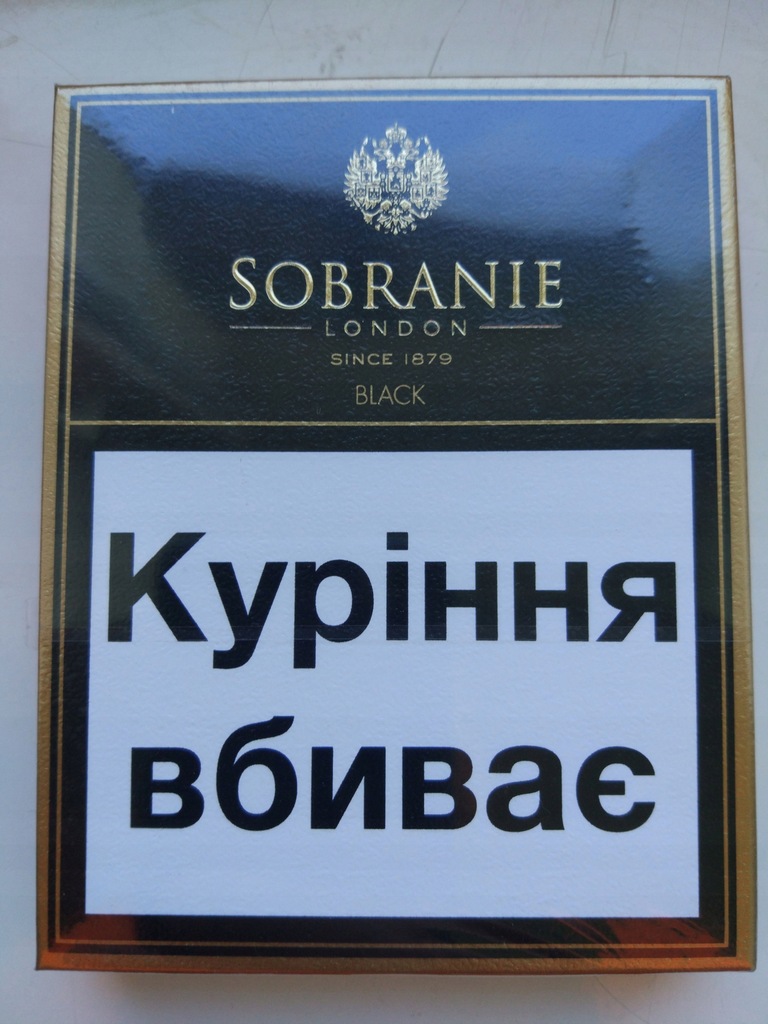 SOBRANIE
LONDON
SINCE 1879
BLACK
Куріння
вбиває